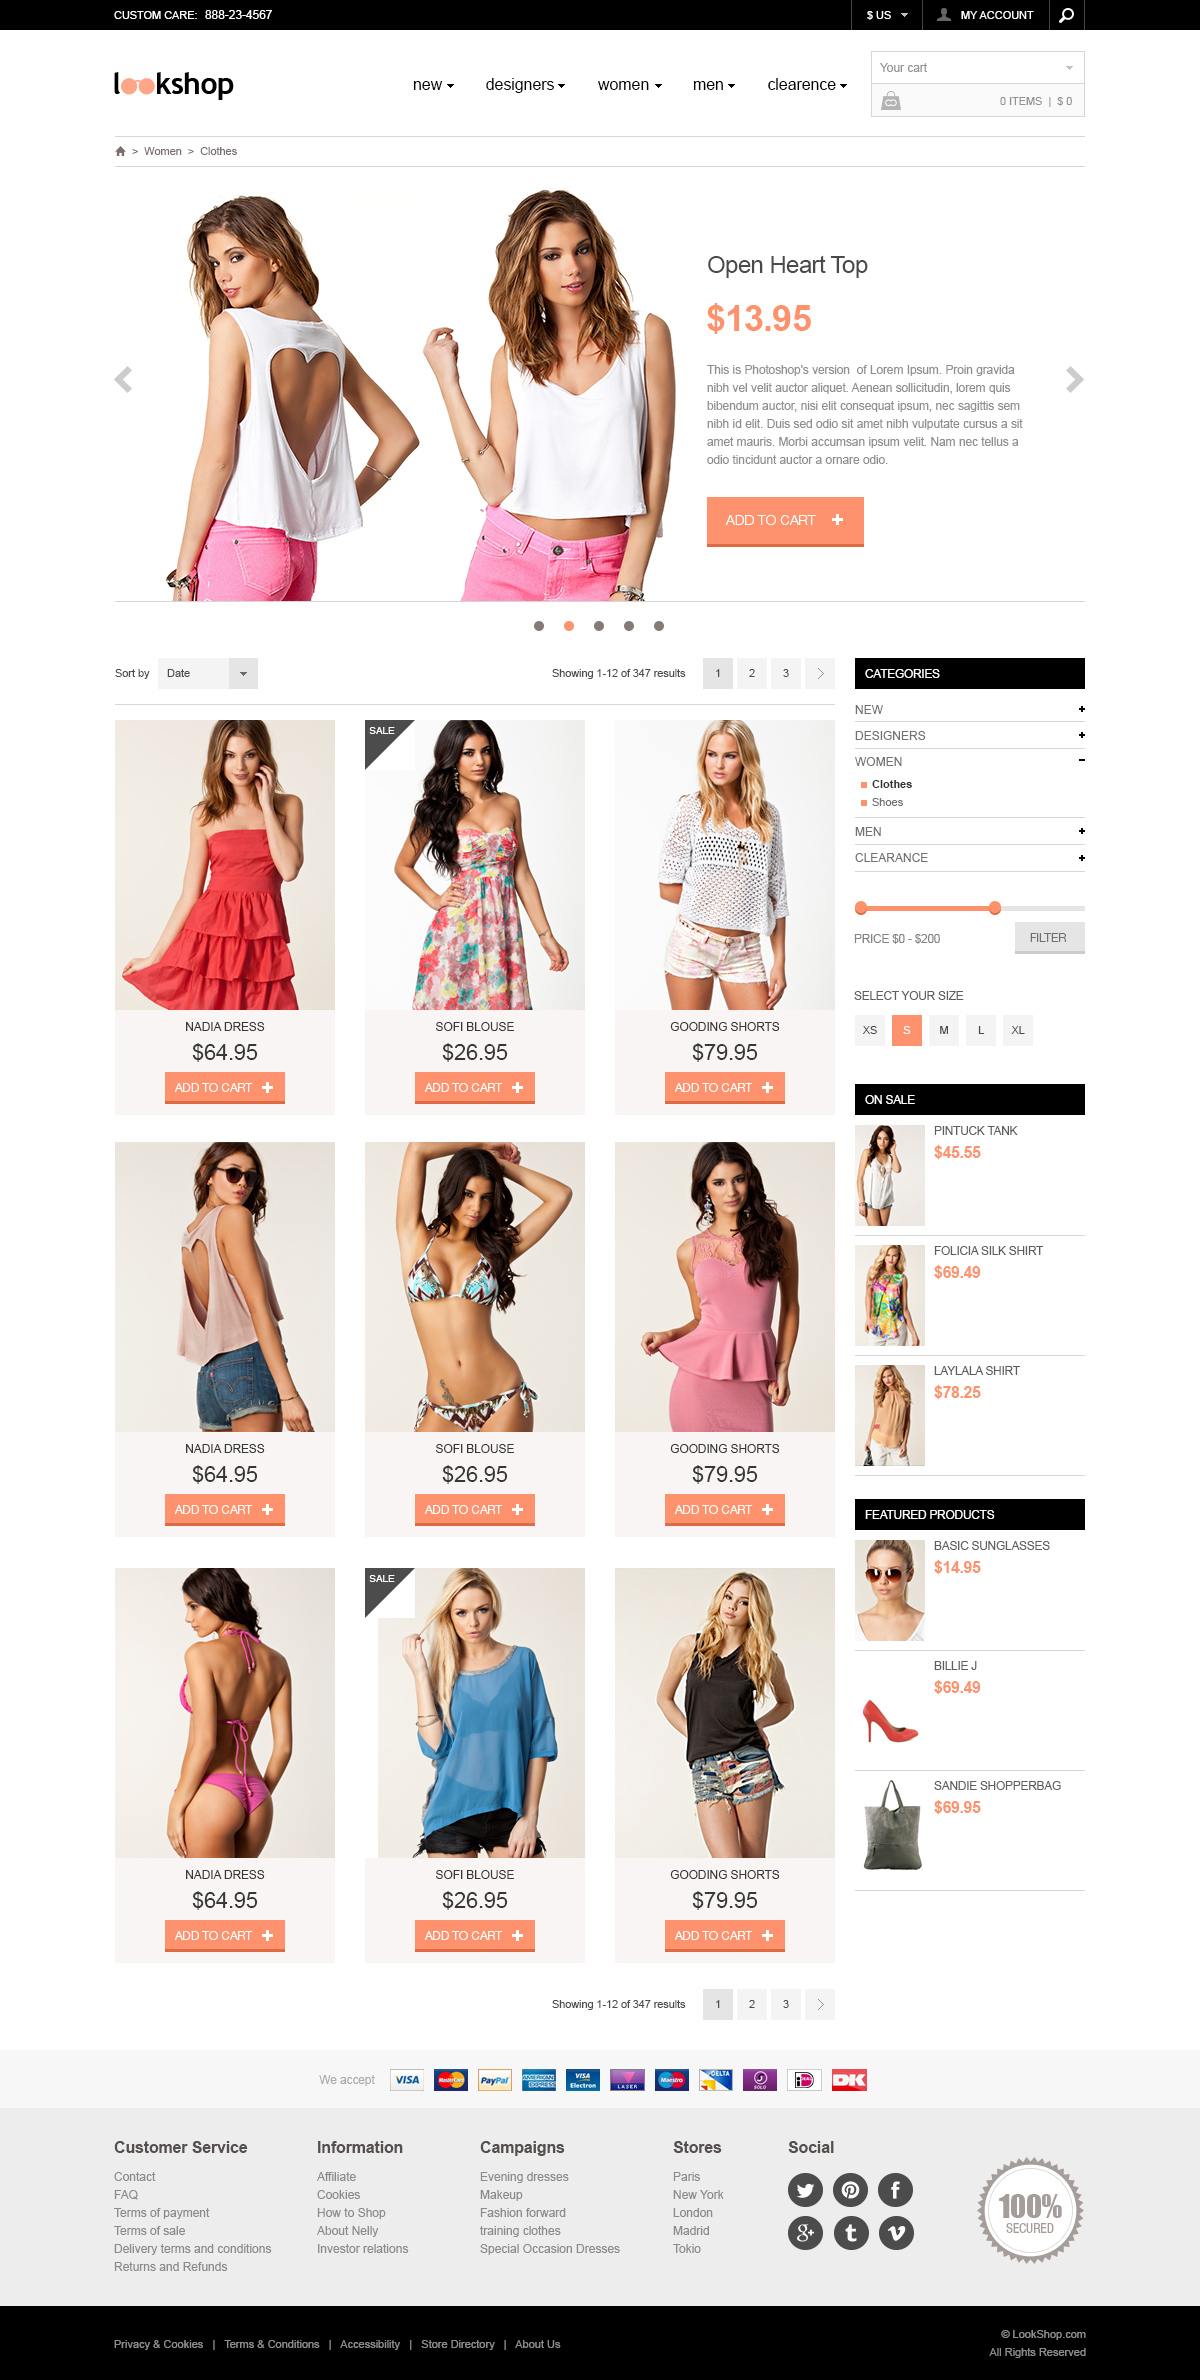 CUSTOM CARE: 888-23-4567
$ US
MY ACCOUNT
lookshop
new
designers
women
men
clearence
Your cart
0 ITEMS | $ 0
> Women > Clothes
Open Heart Top
$13.95
This is Photoshop's version of Lorem Ipsum. Proin gravida
nibh vel velit auctor aliquet. Aenean sollicitudin, lorem quis
bibendum auctor, nisi elit consequat ipsum, nec sagittis sem
nibh id elit. Duis sed odio sit amet nibh vulputate cursus a sit
amet mauris. Morbi accumsan ipsum velit. Nam nec tellus a
odio tincidunt auctor a ornare odio.
ADD TO CART
Sort by
Date
Showing 1-12 of 347 results
1 2 3
SALE
NADIA DRESS
$64.95
ADD TO CART
SOFI BLOUSE
$26.95
ADD TO CART
GOODING SHORTS
$79.95
ADD TO CART
NADIA DRESS
$64.95
ADD TO CART
SOFI BLOUSE
$26.95
ADD TO CART
GOODING SHORTS
$79.95
ADD TO CART
SALE
NADIA DRESS
$64.95
ADD TO CART
SOFI BLOUSE
$26.95
ADD TO CART
GOODING SHORTS
$79.95
ADD TO CART
Showing 1-12 of 347 results
1 2 3
CATEGORIES
NEW
DESIGNERS
WOMEN
Clothes
Shoes
MEN
CLEARANCE
PRICE $0 - $200
FILTER
SELECT YOUR SIZE
XS S M L XL
ON SALE
PINTUCK TANK
$45.55
FOLICIA SILK SHIRT
$69.49
LAYLALA SHIRT
$78.25
FEATURED PRODUCTS
BASIC SUNGLASSES
$14.95
BILLIE J
$69.49
SANDIE SHOPPERBAG
$69.95
We accept
VISA
MasterCard
PayPal
AMERICAN EXPRESS
VISA Electron
LASER
Maestro
DELTA
SOLO
iDEAL
DK
Customer Service
Contact
FAQ
Terms of payment
Terms of sale
Delivery terms and conditions
Returns and Refunds
Information
Affiliate
Cookies
How to Shop
About Nelly
Investor relations
Campaigns
Evening dresses
Makeup
Fashion forward
training clothes
Special Occasion Dresses
Stores
Paris
New York
London
Madrid
Tokio
Social
100%
SECURED
Privacy & Cookies | Terms & Conditions | Accessibility | Store Directory | About Us
© LookShop.com
All Rights Reserved